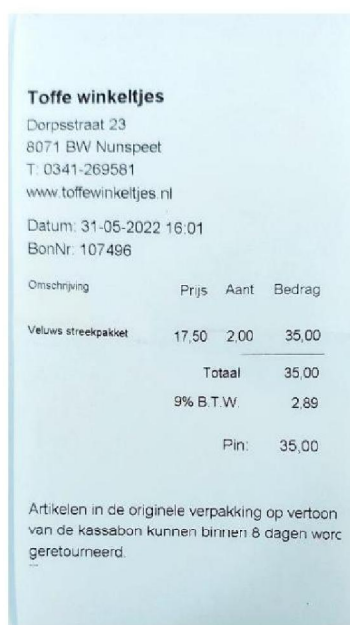 Toffe winkeltjes
Dorpsstraat 23
8071 BW Nunspeet
T: 0341-269581
www.toffewinkeltjes.nl
Datum: 31-05-2022 16:01
BonNr: 107496
Omschrijving Prijs Aant Bedrag
Veluws streekpakket 17,50 2,00 35,00
Totaal 35,00
9% B.T.W. 2,89
Pin: 35,00
Artikelen in de originele verpakking op vertoon
van de kassabon kunnen binnen 8 dagen word
geretourneerd.